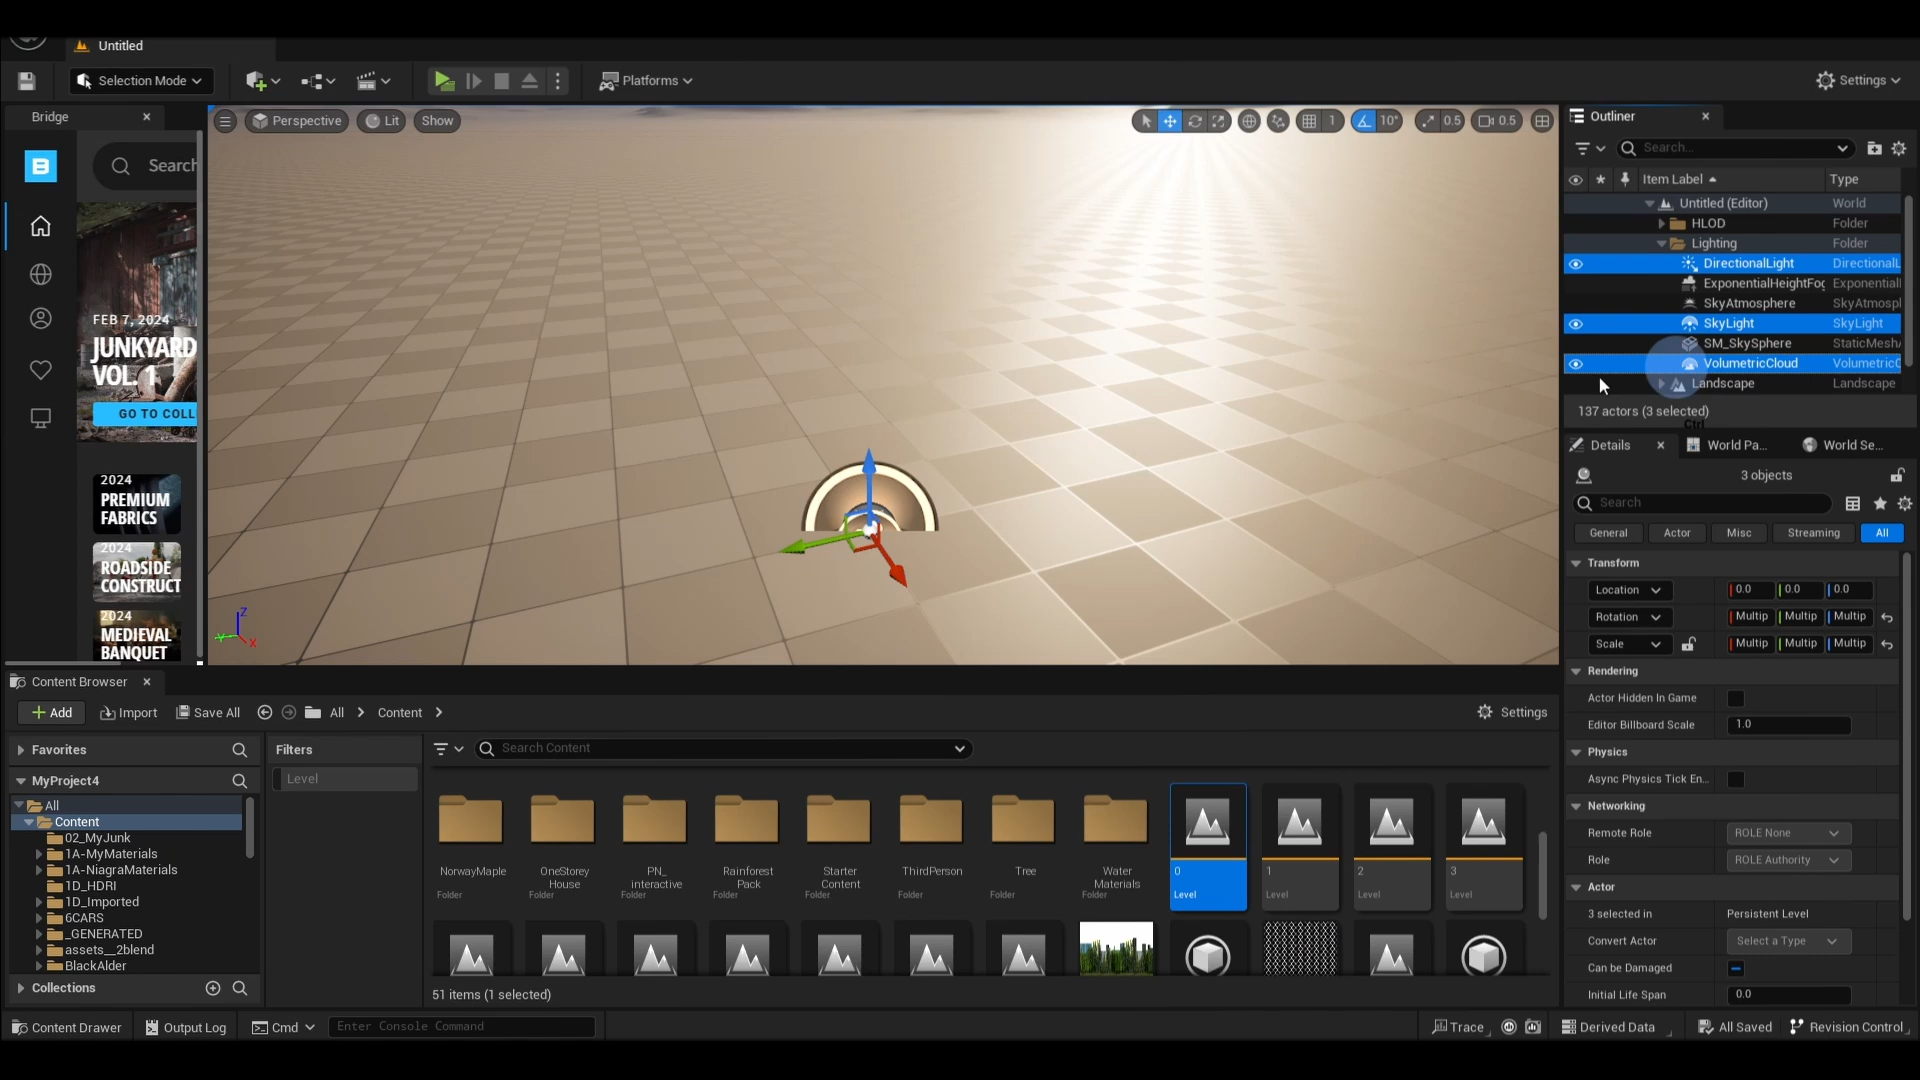 Untitled
Selection Mode
Platforms
Settings
Bridge
Perspective
Lit
Show
1
10°
0.5
0.5
Outliner
Search...
Item Label
Type
Untitled (Editor)
World
HLOD
Folder
Lighting
Folder
DirectionalLight
DirectionalL
ExponentialHeightFog
Exponential
SkyAtmosphere
SkyAtmosp
SkyLight
SkyLight
SM_SkySphere
StaticMesh
VolumetricCloud
VolumetricC
Landscape
Landscape
137 actors (3 selected)
Ctrl
Search
FEB 7, 2024
JUNKYARD
VOL. 1
GO TO COLL
2024
PREMIUM
FABRICS
2024
ROADSIDE
CONSTRUCT
2024
MEDIEVAL
BANQUET
Z
Y
X
Details
World Pa...
World Se...
3 objects
Search
General
Actor
Misc
Streaming
All
Transform
Location
0.0
0.0
0.0
Rotation
Multip
Multip
Multip
Scale
Multip
Multip
Multip
Rendering
Actor Hidden In Game
Editor Billboard Scale
1.0
Physics
Async Physics Tick En...
Networking
Remote Role
ROLE None
Role
ROLE Authority
Actor
3 selected in
Persistent Level
Convert Actor
Select a Type
Can be Damaged
Initial Life Span
0.0
Content Browser
Add
Import
Save All
All
Content
Settings
Favorites
MyProject4
All
Content
02_MyJunk
1A-MyMaterials
1A-NiagraMaterials
1D_HDRI
1D_Imported
6CARS
_GENERATED
assets__2blend
BlackAlder
Collections
Filters
Level
Search Content
NorwayMaple
Folder
OneStorey
House
Folder
PN_
interactive
Folder
Rainforest
Pack
Folder
Starter
Content
Folder
ThirdPerson
Folder
Tree
Folder
Water
Materials
Folder
0
Level
1
Level
2
Level
3
Level
51 items (1 selected)
Content Drawer
Output Log
Cmd
Enter Console Command
Trace
Derived Data
All Saved
Revision Control